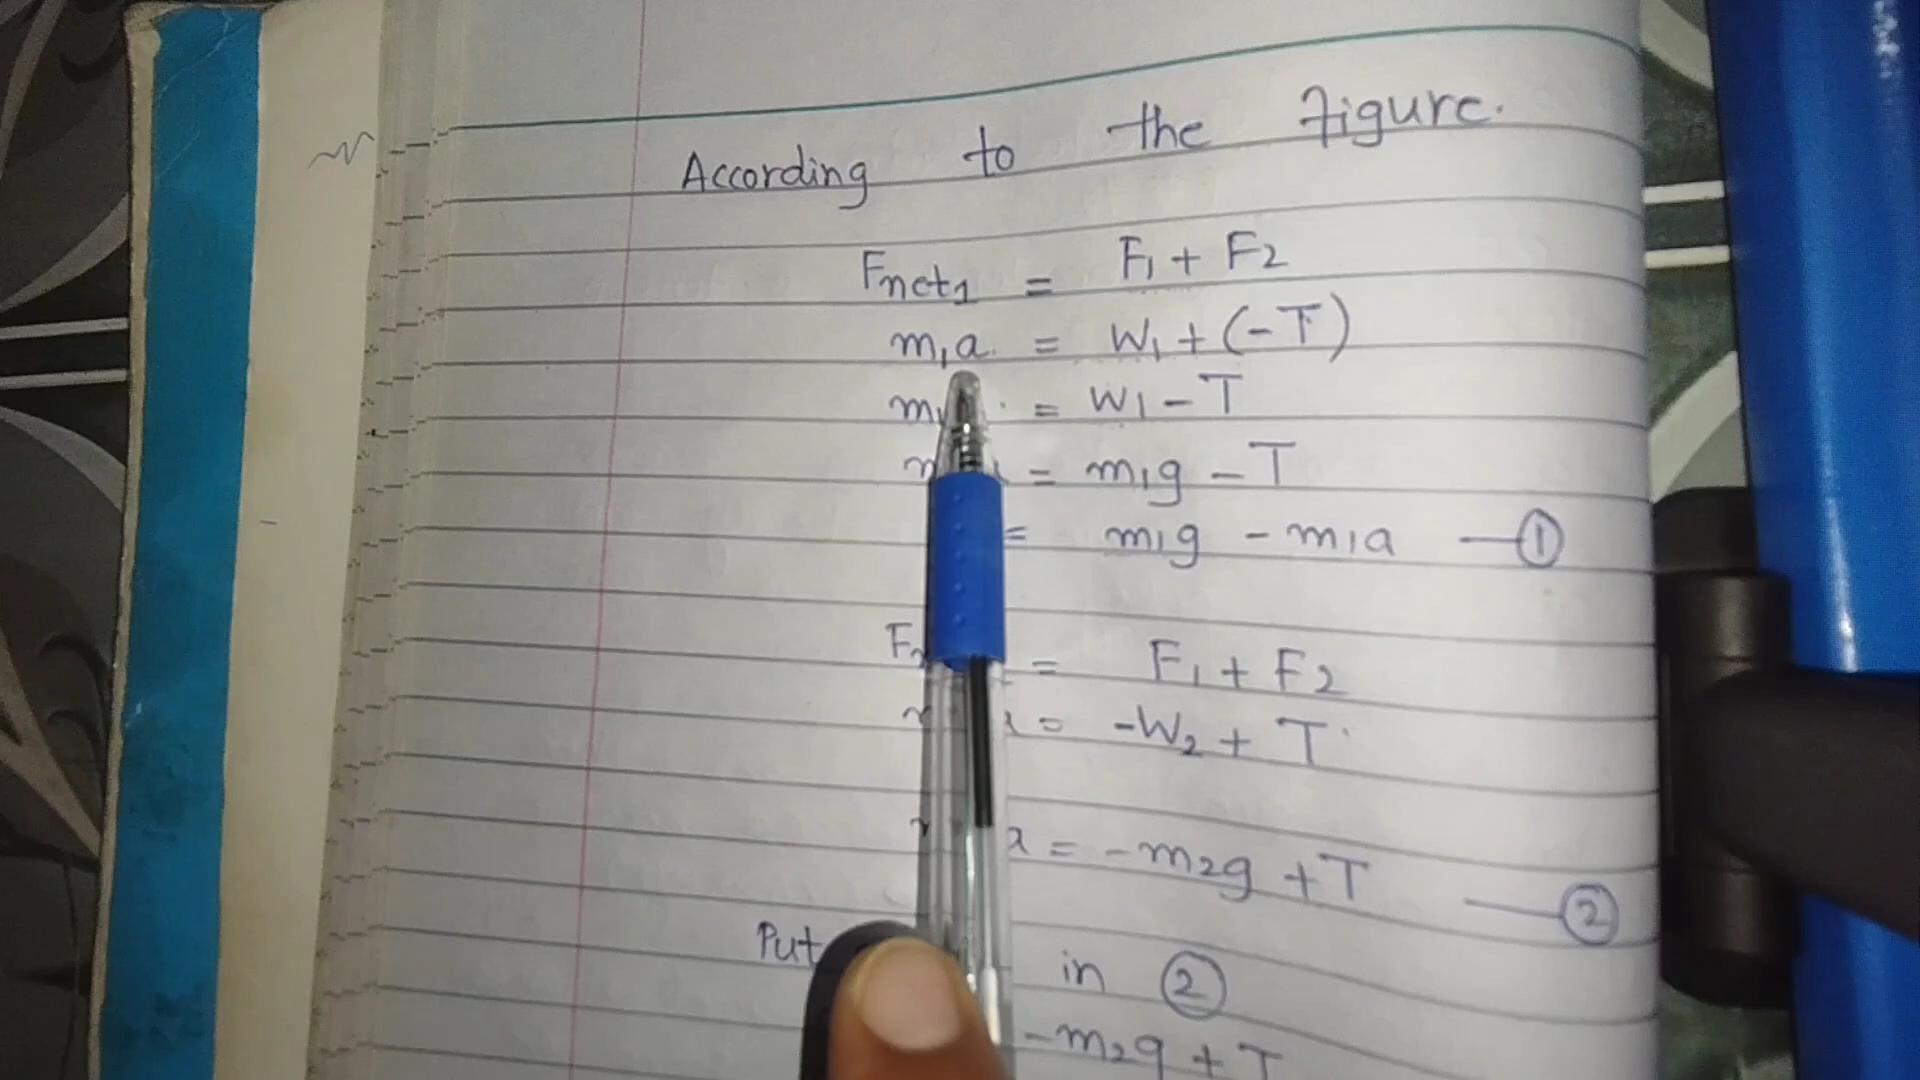 According to the figure.
Fnet1 = F1 + F2
m1a = W1 + (-T)
= W1 - T
= m1g - T
= m1g - m1a —①
= F1 + F2
= -W2 + T
= -m2g + T —②
Put in ②
-m2g + T